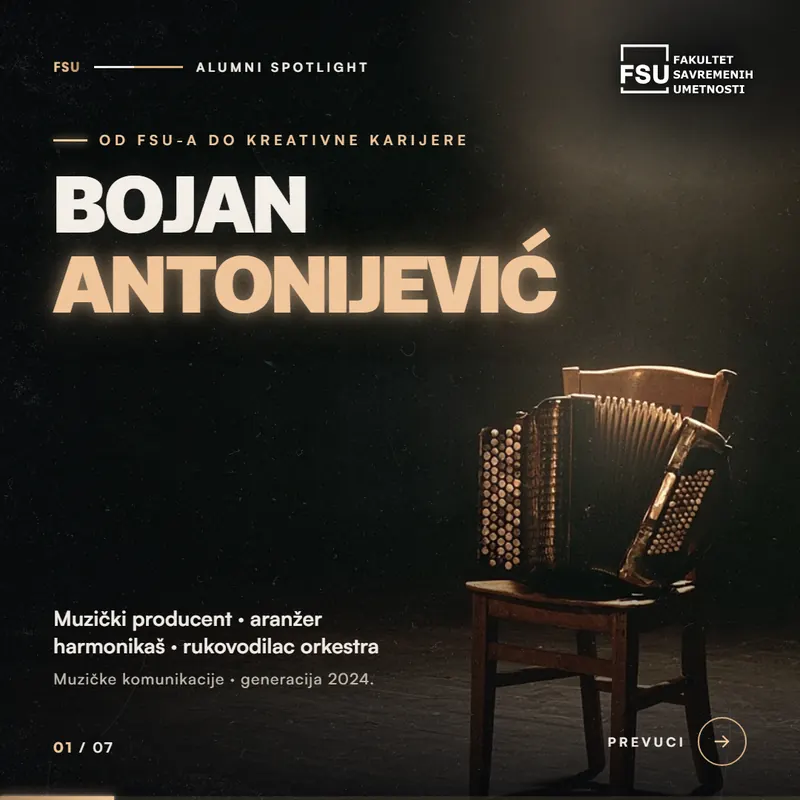 FSU ALUMNI SPOTLIGHT
FSU
FAKULTET
SAVREMENIH
UMETNOSTI
OD FSU-A DO KREATIVNE KARIJERE
BOJAN
ANTONIJEVIĆ
Muzički producent · aranžer
harmonikaš · rukovodilac orkestra
Muzičke komunikacije · generacija 2024.
01 / 07
PREVUCI →